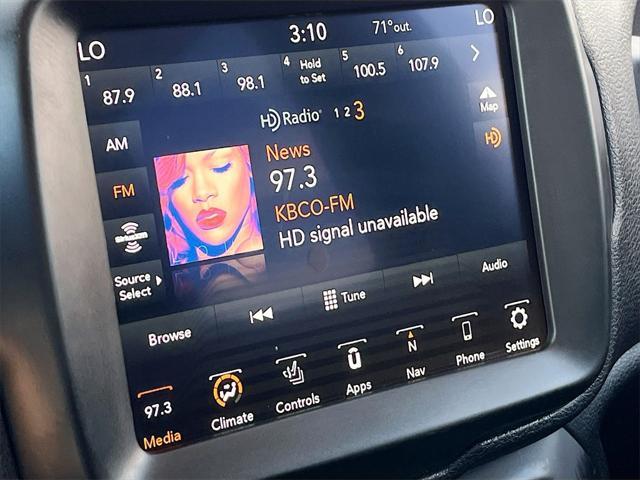 LO 3:10 71° out. LO
1 87.9 2 88.1 3 98.1 4 Hold to Set 5 100.5 6 107.9
Map
HD Radio 1 2 3
HD
AM
News
97.3
FM
KBCO-FM
HD signal unavailable
SiriusXM
Source Select
Browse Tune Audio
97.3
Media Climate Controls Apps N Nav Phone Settings